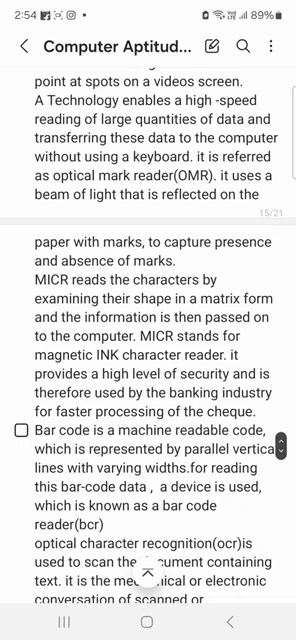 2:54
89%
Computer Aptitud...
point at spots on a videos screen.
A Technology enables a high -speed
reading of large quantities of data and
transferring these data to the computer
without using a keyboard. it is referred
as optical mark reader(OMR). it uses a
beam of light that is reflected on the
15/21
paper with marks, to capture presence
and absence of marks.
MICR reads the characters by
examining their shape in a matrix form
and the information is then passed on
to the computer. MICR stands for
magnetic INK character reader. it
provides a high level of security and is
therefore used by the banking industry
for faster processing of the cheque.
Bar code is a machine readable code,
which is represented by parallel vertica
lines with varying widths.for reading
this bar-code data , a device is used,
which is known as a bar code
reader(bcr)
optical character recognition(ocr)is
used to scan the containing
text. it is the or electronic
conversation of scanned or